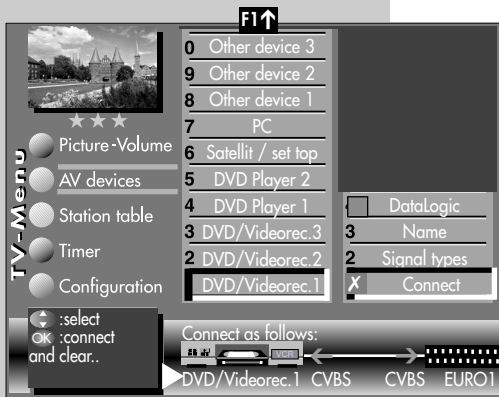 F1↑
0 Other device 3
9 Other device 2
8 Other device 1
7 PC
6 Satellit / set top
5 DVD Player 2
4 DVD Player 1
3 DVD/Videorec.3
2 DVD/Videorec.2
DVD/Videorec.1
TV-Menu
Picture-Volume
AV devices
Station table
Timer
Configuration
DataLogic
3 Name
2 Signal types
✗ Connect
:select
OK :connect
and clear..
Connect as follows:
VCR
DVD/Videorec.1 CVBS CVBS EURO1